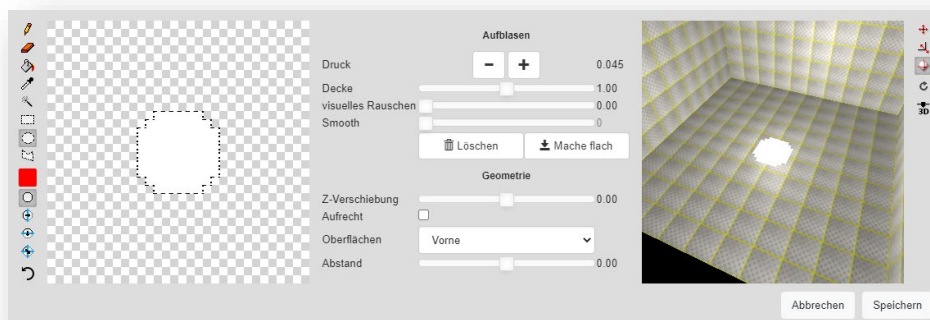 Aufblasen
Druck - + 0.045
Decke 1.00
visuelles Rauschen 0.00
Smooth 0
Löschen Mache flach
Geometrie
Z-Verschiebung 0.00
Aufrecht
Oberflächen Vorne
Abstand 0.00
3D
Abbrechen Speichern